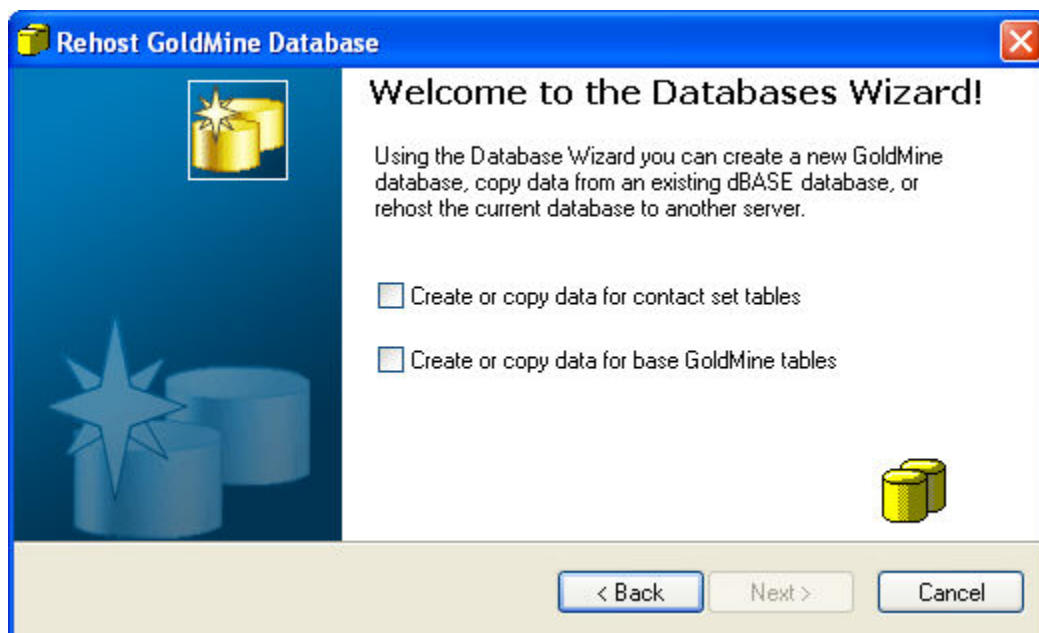 Rehost GoldMine Database
Welcome to the Databases Wizard!
Using the Database Wizard you can create a new GoldMine
database, copy data from an existing dBASE database, or
rehost the current database to another server.
Create or copy data for contact set tables
Create or copy data for base GoldMine tables
< Back
Next >
Cancel